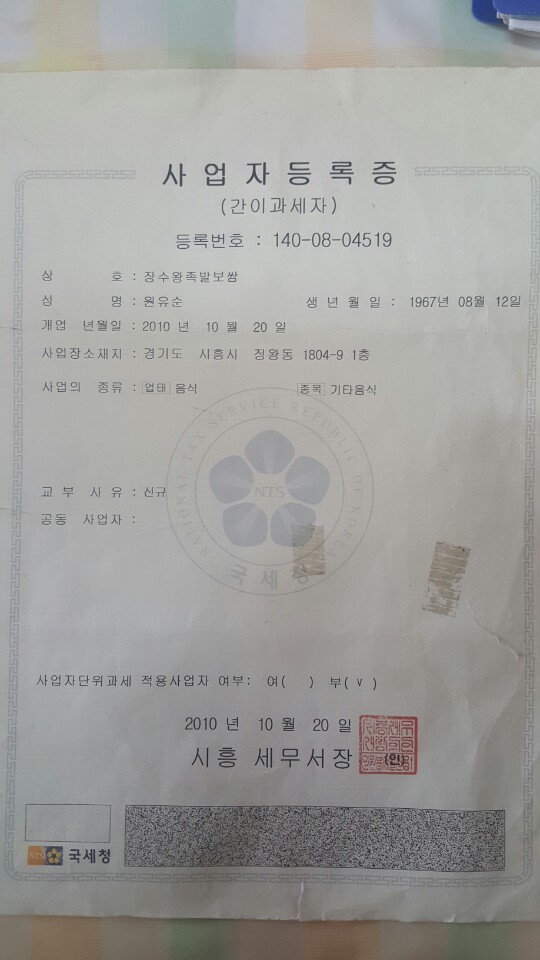 사업자등록증
(간이과세자)
등록번호 : 140-08-04519
상 호 : 장수왕족발보쌈
성 명 : 원유순 생년월일 : 1967년 08월 12일
개업 년월일 : 2010 년 10 월 20 일
사업장소재지 : 경기도 시흥시 정왕동 1804-9 1층
사업의 종류 : 업태 음식 종목 기타음식
NATIONAL TAX SERVICE REPUBLIC OF KOREA
NTS
국세청
교부 사유 : 신규
공동 사업자 :
사업자단위과세 적용사업자 여부: 여( ) 부( v )
2010 년 10 월 20 일
시흥 세무서장 (인)
NTS 국세청